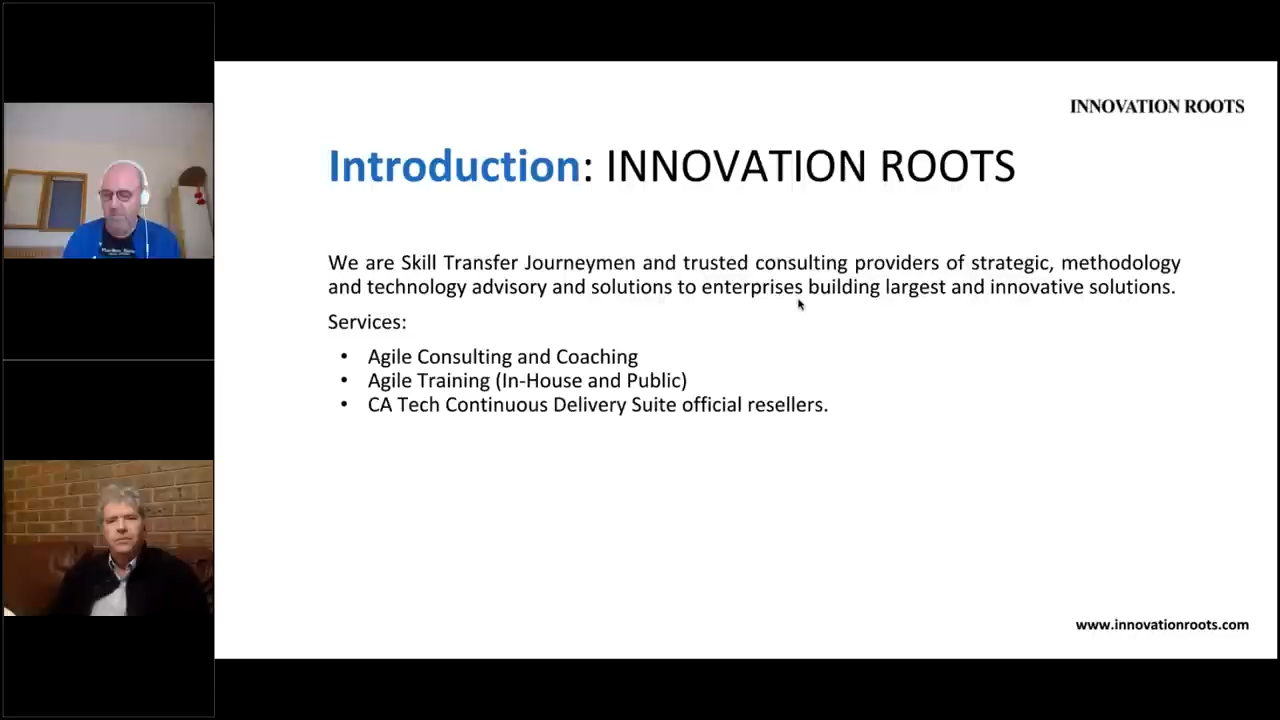 INNOVATION ROOTS
Introduction: INNOVATION ROOTS
We are Skill Transfer Journeymen and trusted consulting providers of strategic, methodology
and technology advisory and solutions to enterprises building largest and innovative solutions.
Services:
• Agile Consulting and Coaching
• Agile Training (In-House and Public)
• CA Tech Continuous Delivery Suite official resellers.
www.innovationroots.com